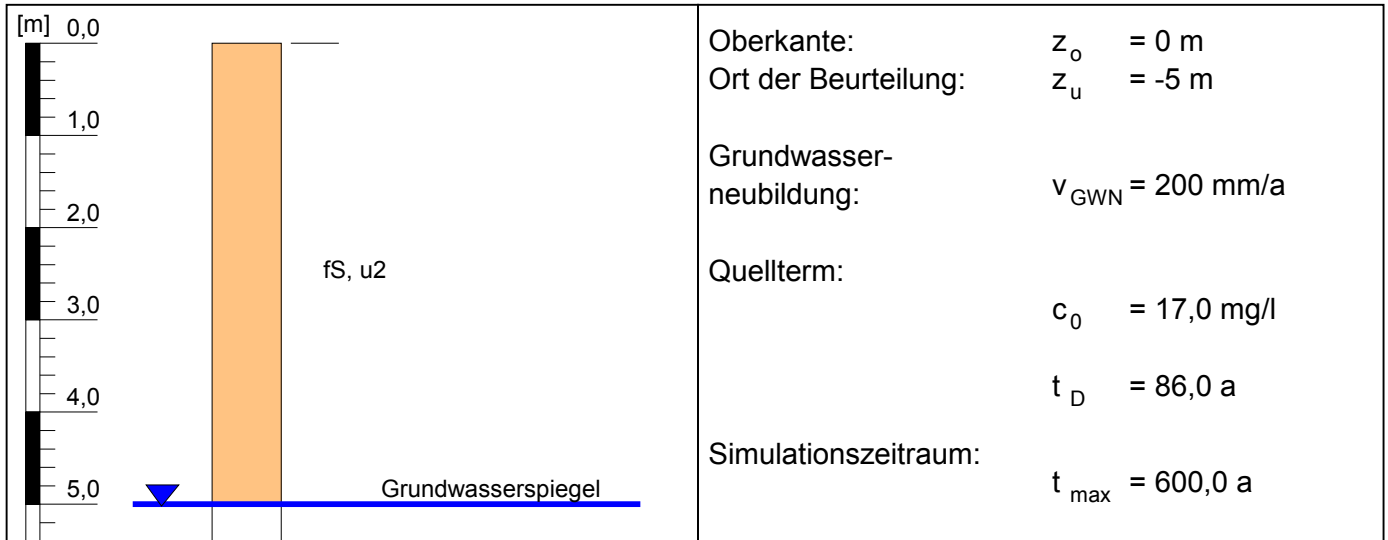 [m] 0,0
1,0
2,0
3,0
4,0
5,0
fS, u2
Grundwasserspiegel
Oberkante: z_o = 0 m
Ort der Beurteilung: z_u = -5 m
Grundwasser-
neubildung: v_GWN = 200 mm/a
Quellterm:
c_0 = 17,0 mg/l
t_D = 86,0 a
Simulationszeitraum:
t_max = 600,0 a